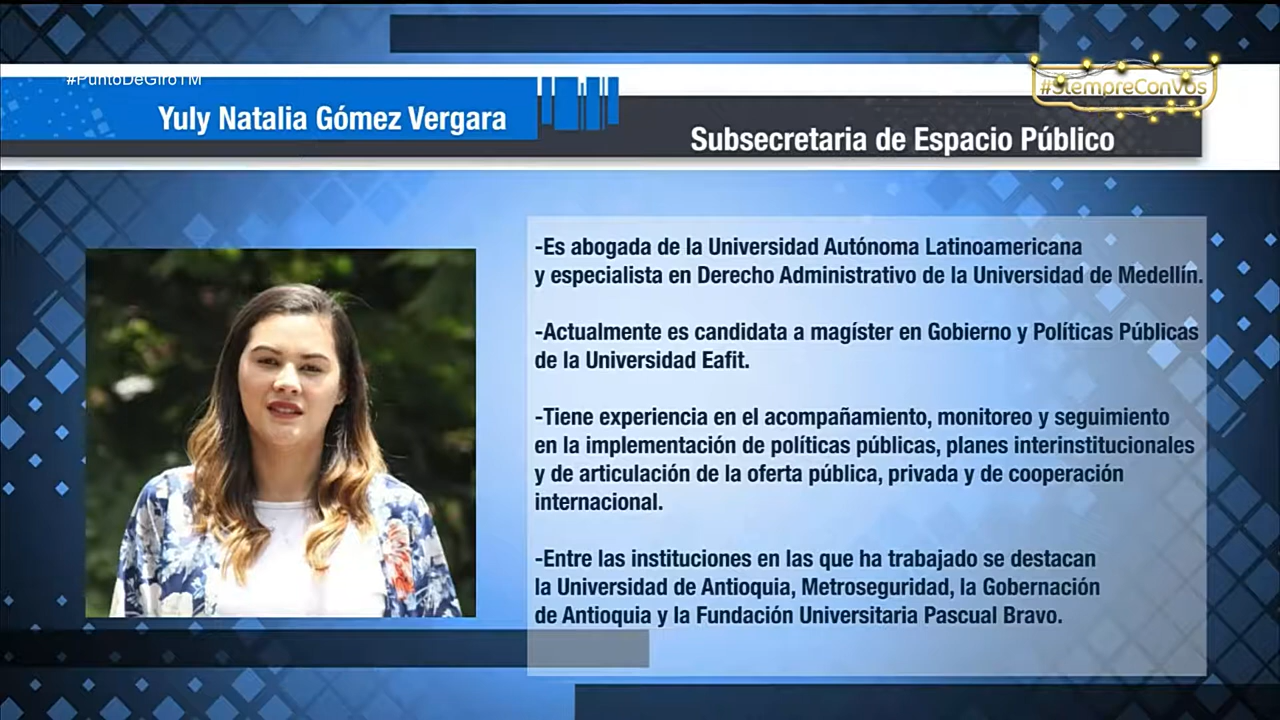 #PuntoDeGiroTM
#SiempreConVos
Yuly Natalia Gómez Vergara
Subsecretaria de Espacio Público
-Es abogada de la Universidad Autónoma Latinoamericana
y especialista en Derecho Administrativo de la Universidad de Medellín.
-Actualmente es candidata a magíster en Gobierno y Políticas Públicas
de la Universidad Eafit.
-Tiene experiencia en el acompañamiento, monitoreo y seguimiento
en la implementación de políticas públicas, planes interinstitucionales
y de articulación de la oferta pública, privada y de cooperación
internacional.
-Entre las instituciones en las que ha trabajado se destacan
la Universidad de Antioquia, Metroseguridad, la Gobernación
de Antioquia y la Fundación Universitaria Pascual Bravo.